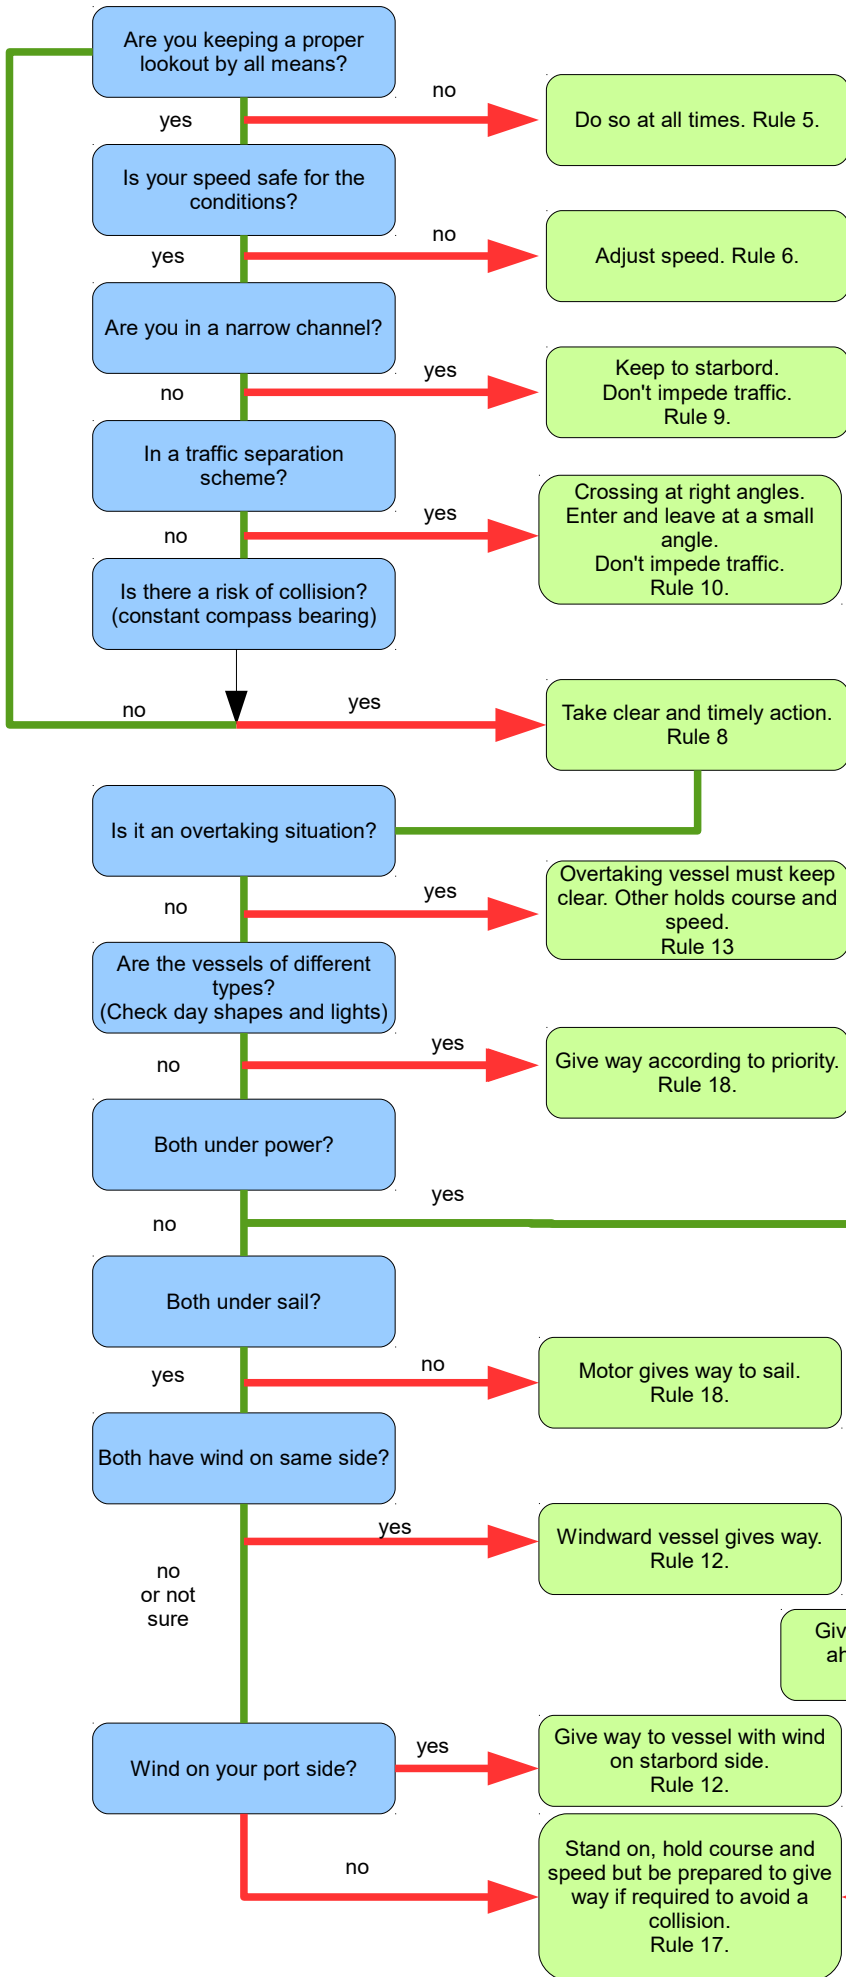 Are you keeping a proper
lookout by all means?
no
yes
Do so at all times. Rule 5.
Is your speed safe for the
conditions?
no
yes
Adjust speed. Rule 6.
Are you in a narrow channel?
yes
no
Keep to starbord.
Don't impede traffic.
Rule 9.
In a traffic separation
scheme?
yes
no
Crossing at right angles.
Enter and leave at a small
angle.
Don't impede traffic.
Rule 10.
Is there a risk of collision?
(constant compass bearing)
no
yes
Take clear and timely action.
Rule 8
Is it an overtaking situation?
yes
no
Overtaking vessel must keep
clear. Other holds course and
speed.
Rule 13
Are the vessels of different
types?
(Check day shapes and lights)
yes
no
Give way according to priority.
Rule 18.
Both under power?
yes
no
Both under sail?
yes
no
Motor gives way to sail.
Rule 18.
Both have wind on same side?
yes
no
or not
sure
Windward vessel gives way.
Rule 12.
Wind on your port side?
yes
Give way to vessel with wind
on starbord side.
Rule 12.
no
Stand on, hold course and
speed but be prepared to give
way if required to avoid a
collision.
Rule 17.